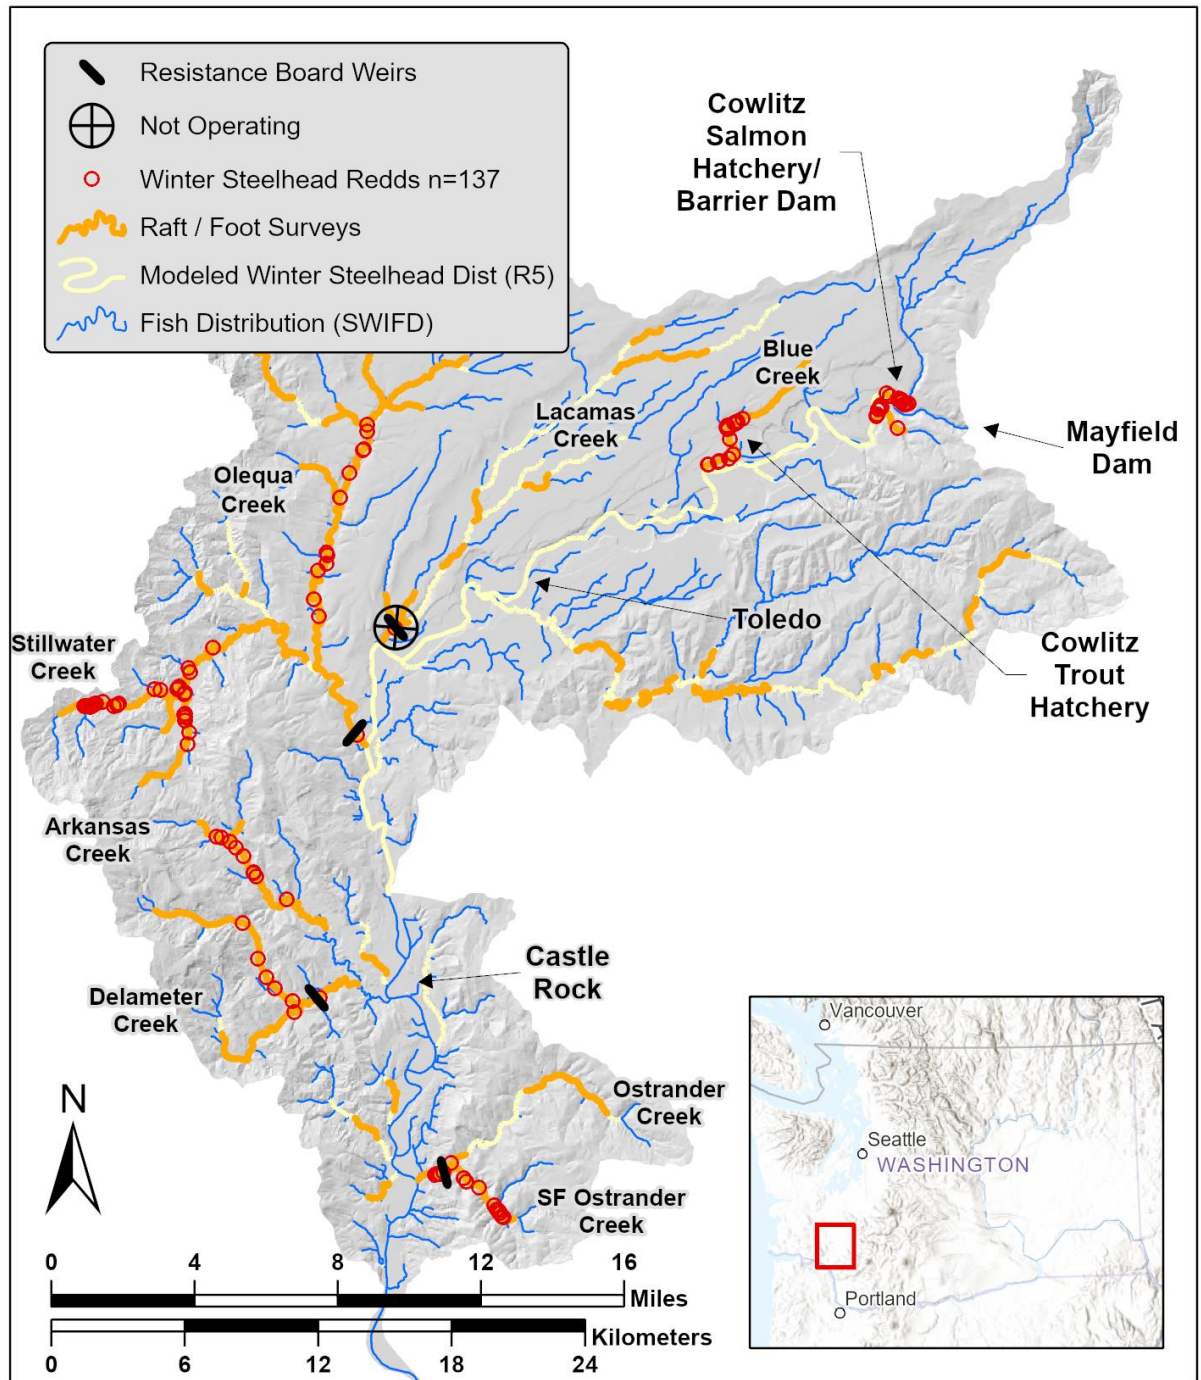 Resistance Board Weirs
Not Operating
Winter Steelhead Redds n=137
Raft / Foot Surveys
Modeled Winter Steelhead Dist (R5)
Fish Distribution (SWIFD)
Cowlitz
Salmon
Hatchery/
Barrier Dam
Blue
Creek
Lacamas
Creek
Mayfield
Dam
Olequa
Creek
Toledo
Stillwater
Creek
Cowlitz
Trout
Hatchery
Arkansas
Creek
Castle
Rock
Delameter
Creek
Ostrander
Creek
SF Ostrander
Creek
N
0 4 8 12 16
Miles
Kilometers
0 6 12 18 24
Vancouver
Seattle
WASHINGTON
Portland